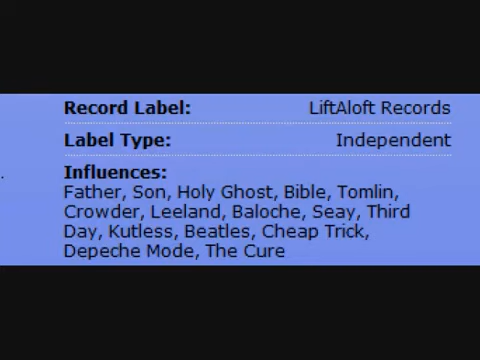 Record Label: LiftAloft Records
Label Type: Independent
Influences:
Father, Son, Holy Ghost, Bible, Tomlin,
Crowder, Leeland, Baloche, Seay, Third
Day, Kutless, Beatles, Cheap Trick,
Depeche Mode, The Cure